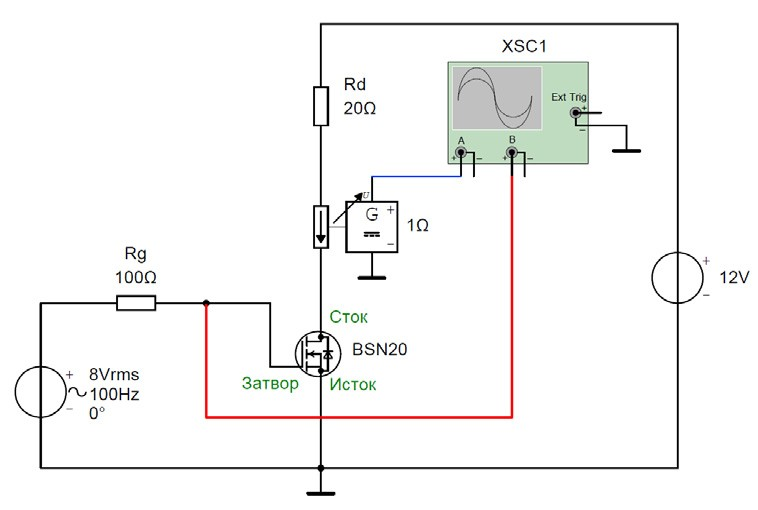 XSC1
Rd
20Ω
Ext Trig
+
−
A
B
+ −
+ −
U
G
+
−
1Ω
Rg
100Ω
+
−
12V
Сток
BSN20
Затвор
Исток
+
−
8Vrms
100Hz
0°